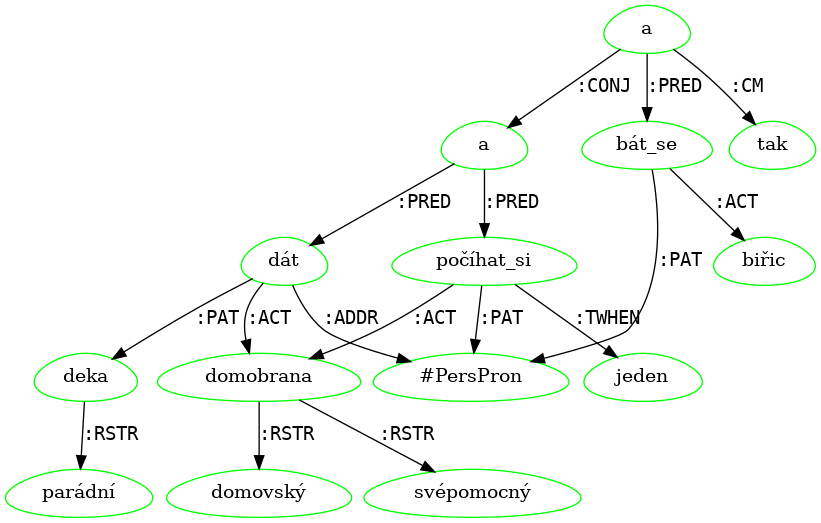 a
:CONJ :PRED :CM
a bát_se tak
:PRED :PRED :ACT
dát počíhat_si :PAT biřic
:PAT :ACT :ADDR :ACT :PAT :TWHEN
deka domobrana #PersPron jeden
:RSTR :RSTR :RSTR
parádní domovský svépomocný